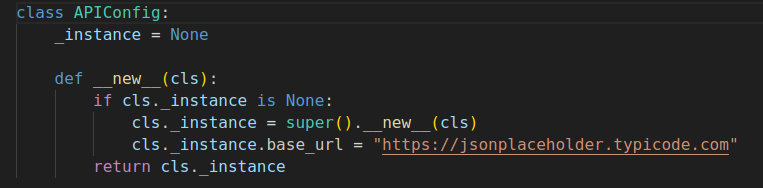 class APIConfig:
    _instance = None

    def __new__(cls):
        if cls._instance is None:
            cls._instance = super().__new__(cls)
            cls._instance.base_url = "https://jsonplaceholder.typicode.com"
        return cls._instance